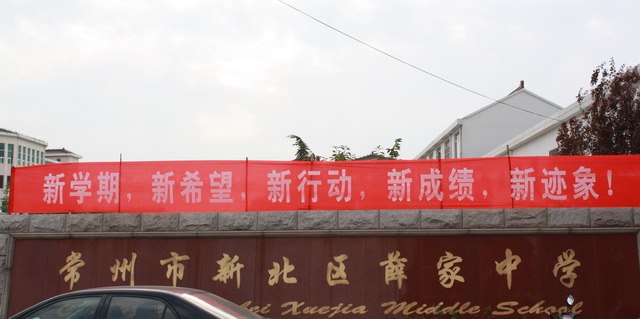 新学期，新希望，新行动，新成绩，新迹象！
常州市新北区薛家中学
Xuejia Middle School